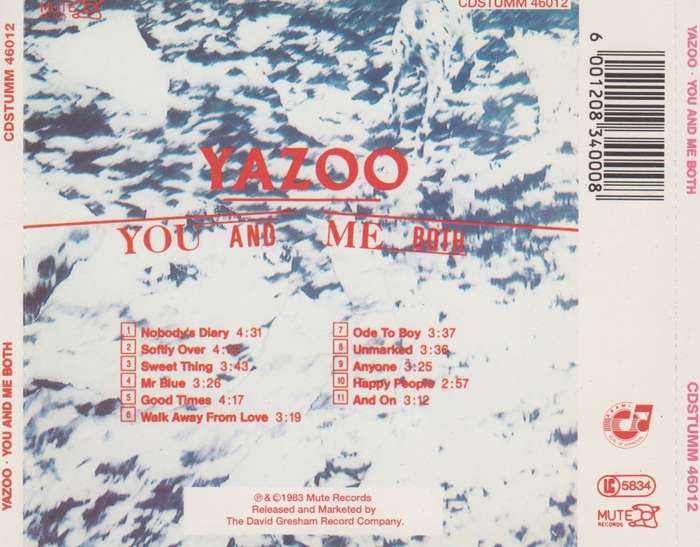 MUTE
CDSTUMM 46012
CDSTUMM 46012
YAZOO
YOU AND ME BOTH
1 Nobody's Diary 4:31
2 Softly Over
3 Sweet Thing 3:43
4 Mr Blue 3:26
5 Good Times 4:17
6 Walk Away From Love 3:19
7 Ode To Boy 3:37
8 Unmarked 3:36
9 Anyone 3:25
10 Happy People 2:57
11 And On 3:12
℗ & ©1983 Mute Records
Released and Marketed by
The David Gresham Record Company.
YAZOO · YOU AND ME BOTH
6 001208 340008
YAZOO YOU AND ME BOTH
CDSTUMM 46012
LC 5834
MUTE
RECORDS